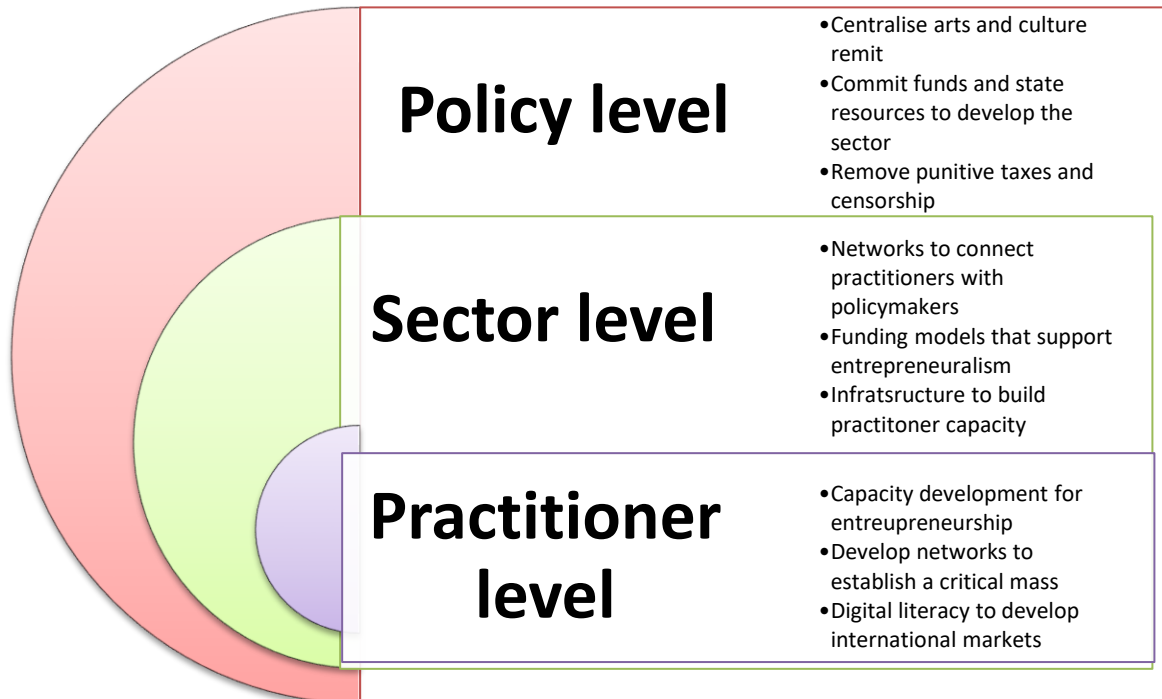 Policy level
•Centralise arts and culture
remit
•Commit funds and state
resources to develop the
sector
•Remove punitive taxes and
censorship
Sector level
•Networks to connect
practitioners with
policymakers
•Funding models that support
entrepreneuralism
•Infratsructure to build
practitoner capacity
Practitioner
level
•Capacity development for
entreupreneurship
•Develop networks to
establish a critical mass
•Digital literacy to develop
international markets